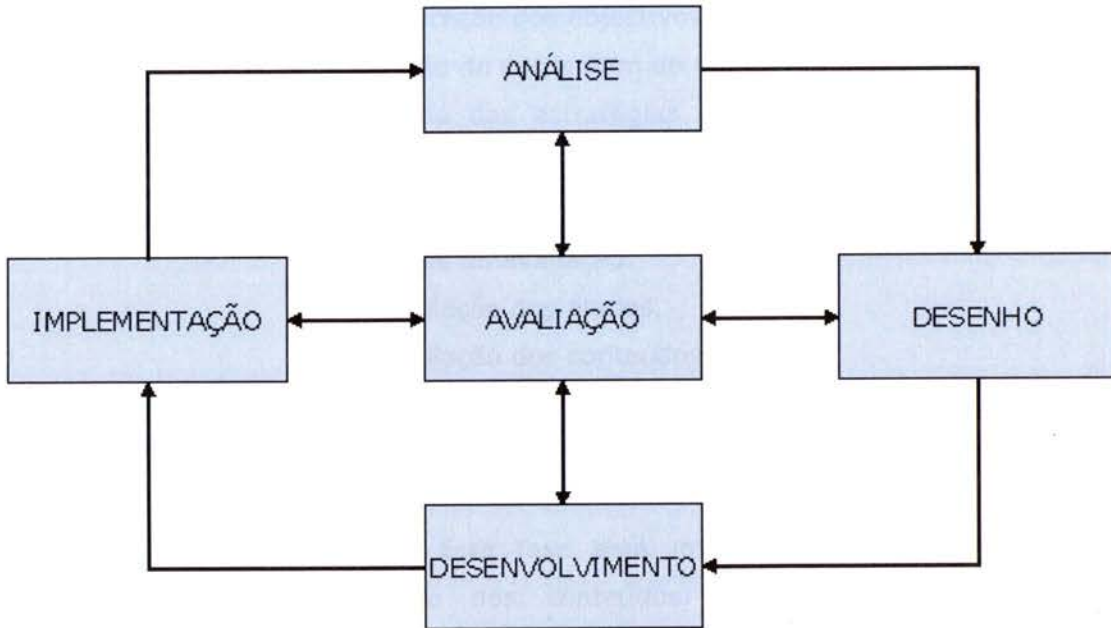 ANÁLISE
IMPLEMENTAÇÃO
AVALIAÇÃO
DESENHO
DESENVOLVIMENTO